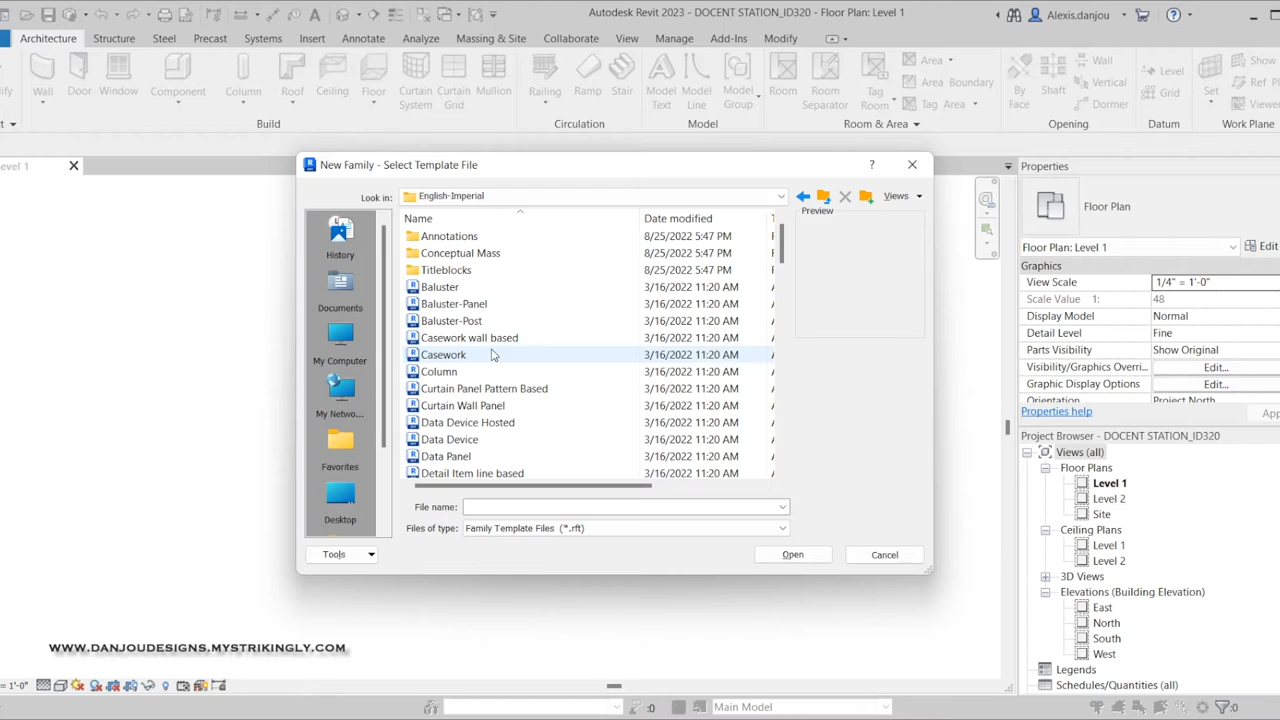 Autodesk Revit 2023 - DOCENT STATION_ID320 - Floor Plan: Level 1
Alexis.danjou
Architecture Structure Steel Precast Systems Insert Annotate Analyze Massing & Site Collaborate View Manage Add-Ins Modify
Wall Door Window Component Column Roof Ceiling Floor Curtain System Curtain Grid Mullion Railing Ramp Stair Model Text Model Line Model Group Room Room Separator Tag Room
Area
Area Boundary
Tag Area
By Face
Shaft
Wall
Vertical
Dormer
Level
Grid
Set
Show
Ref
Viewer
Build Circulation Model Room & Area Opening Datum Work Plane
evel 1
New Family - Select Template File
Look in: English-Imperial
Views
Preview
Name Date modified T
Annotations 8/25/2022 5:47 PM
Conceptual Mass 8/25/2022 5:47 PM
Titleblocks 8/25/2022 5:47 PM
Baluster 3/16/2022 11:20 AM
Baluster-Panel 3/16/2022 11:20 AM
Baluster-Post 3/16/2022 11:20 AM
Casework wall based 3/16/2022 11:20 AM
Casework 3/16/2022 11:20 AM
Column 3/16/2022 11:20 AM
Curtain Panel Pattern Based 3/16/2022 11:20 AM
Curtain Wall Panel 3/16/2022 11:20 AM
Data Device Hosted 3/16/2022 11:20 AM
Data Device 3/16/2022 11:20 AM
Data Panel 3/16/2022 11:20 AM
Detail Item line based 3/16/2022 11:20 AM
History
Documents
My Computer
My Netwo...
Favorites
Desktop
File name:
Files of type: Family Template Files (*.rft)
Tools
Open
Cancel
Properties
Floor Plan
Floor Plan: Level 1
Edit
Graphics
View Scale 1/4" = 1'-0"
Scale Value 1: 48
Display Model Normal
Detail Level Fine
Parts Visibility Show Original
Visibility/Graphics Overri... Edit...
Graphic Display Options Edit...
Orientation Project North
Properties help
App
Project Browser - DOCENT STATION_ID320
Views (all)
Floor Plans
Level 1
Level 2
Site
Ceiling Plans
Level 1
Level 2
3D Views
Elevations (Building Elevation)
East
North
South
West
Legends
Schedules/Quantities (all)
WWW.DANJOUDESIGNS.MYSTRIKINGLY.COM
= 1'-0"
:0
Main Model
:0